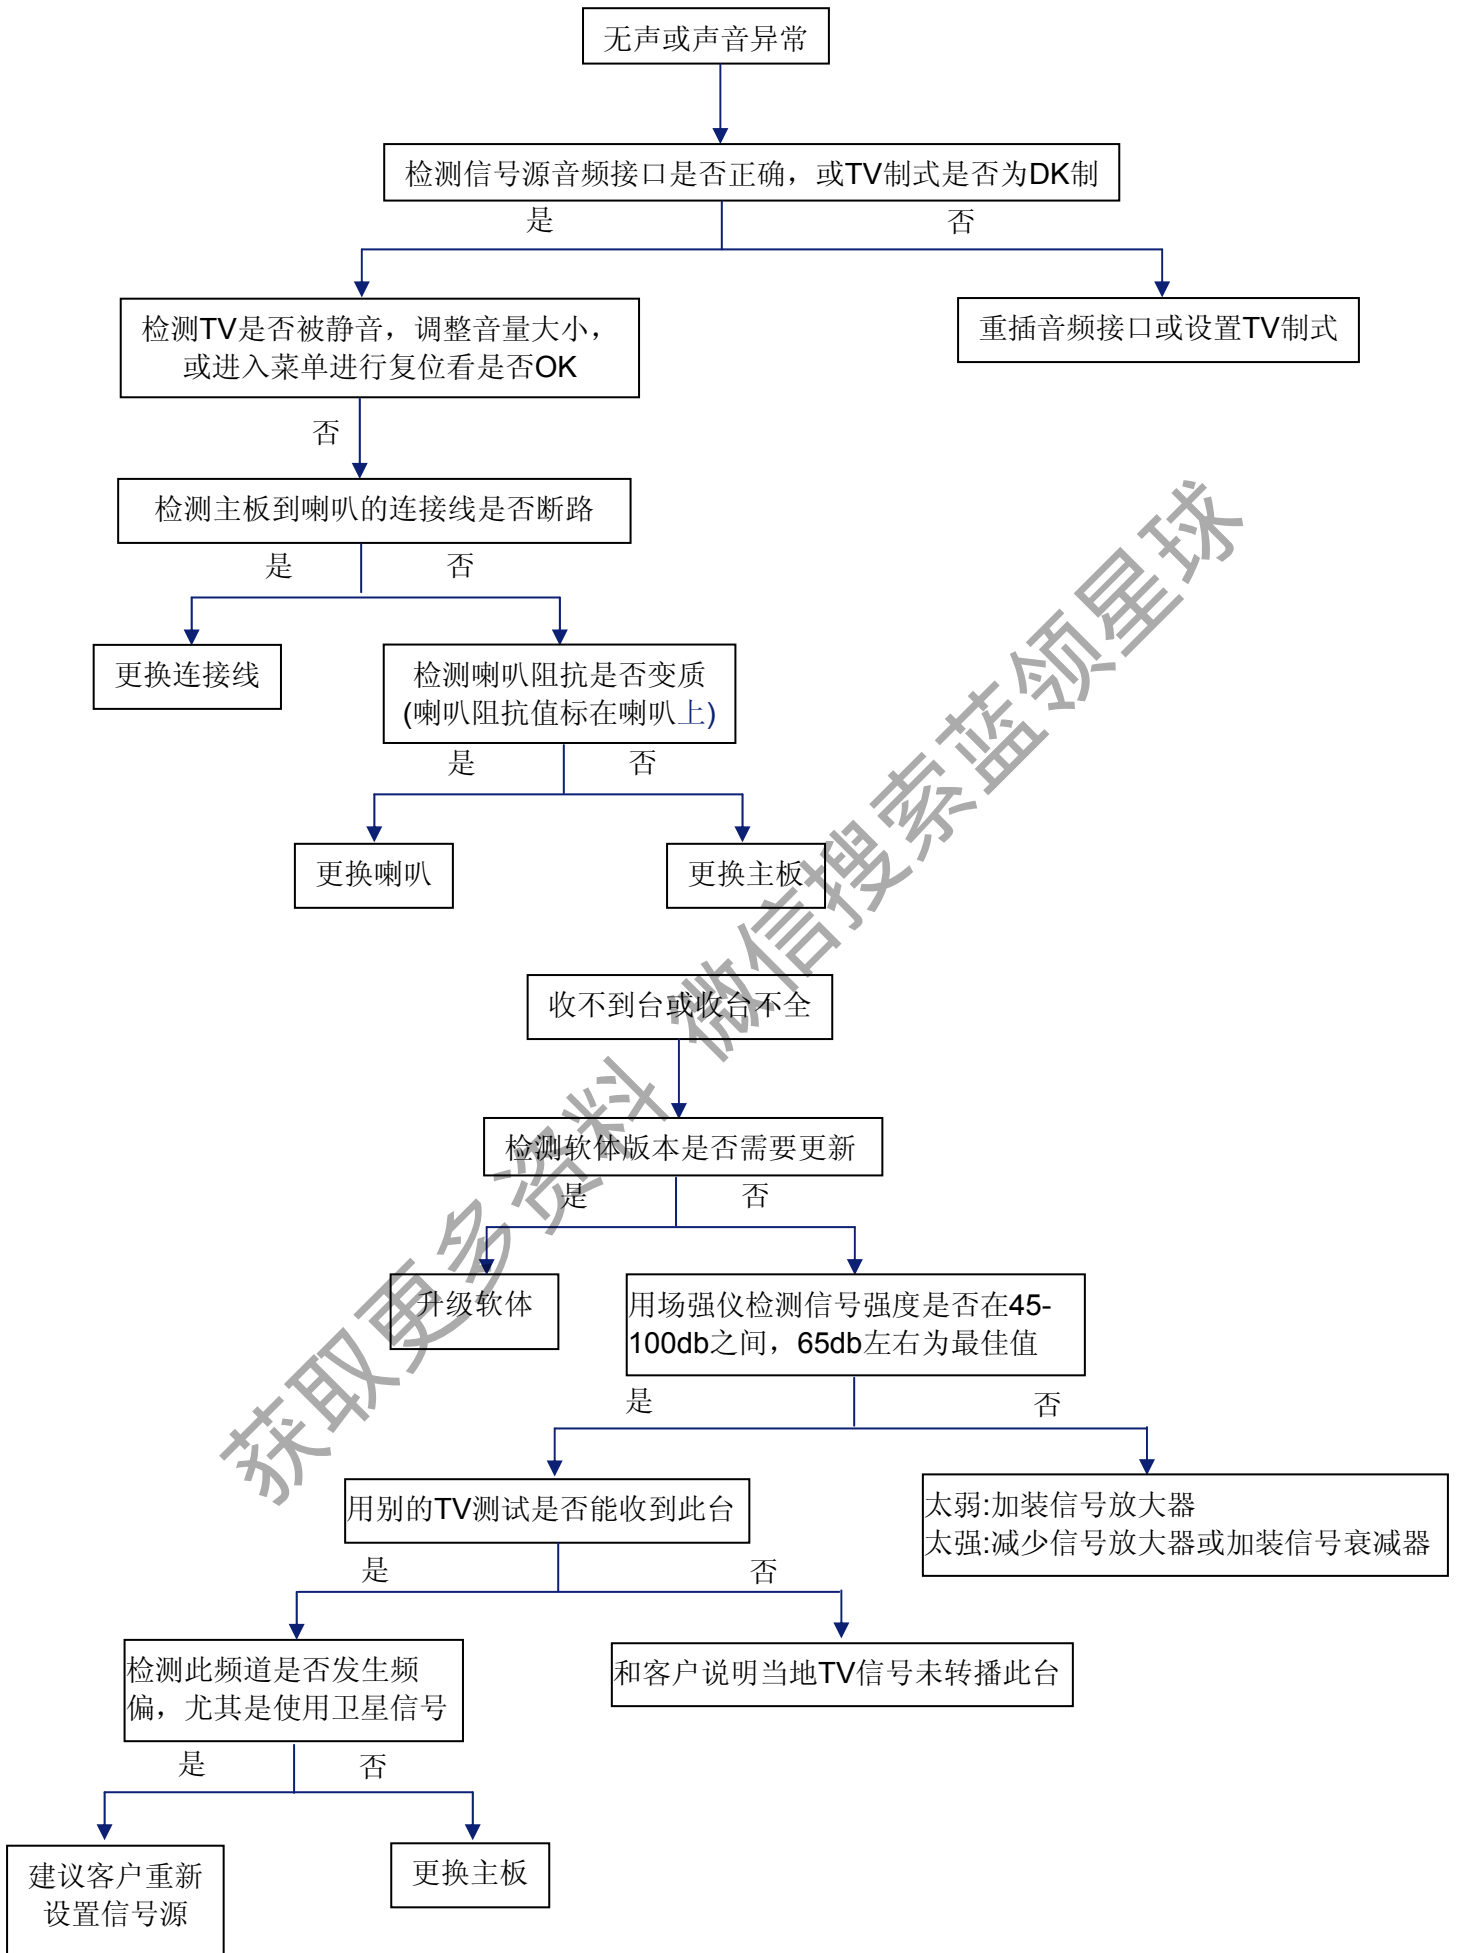 无声或声音异常
检测信号源音频接口是否正确，或TV制式是否为DK制
是
否
检测TV是否被静音，调整音量大小，
或进入菜单进行复位看是否OK
重插音频接口或设置TV制式
否
检测主板到喇叭的连接线是否断路
是
否
更换连接线
检测喇叭阻抗是否变质
(喇叭阻抗值标在喇叭上)
是
否
更换喇叭
更换主板
收不到台或收台不全
检测软体版本是否需要更新
是
否
升级软体
用场强仪检测信号强度是否在45-
100db之间，65db左右为最佳值
是
否
用别的TV测试是否能收到此台
太弱:加装信号放大器
太强:减少信号放大器或加装信号衰减器
是
否
检测此频道是否发生频
偏，尤其是使用卫星信号
和客户说明当地TV信号未转播此台
是
否
建议客户重新
设置信号源
更换主板
获取更多资料 微信搜索蓝领星球